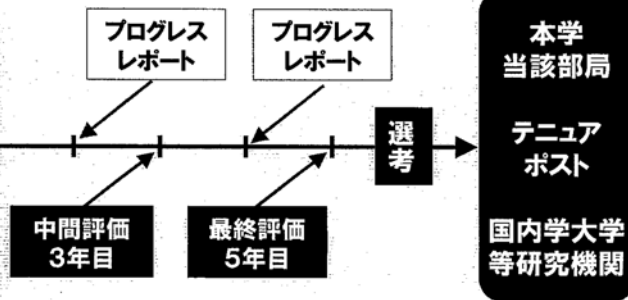 プログレス
レポート
プログレス
レポート
選
考
中間評価
3年目
最終評価
5年目
本学
当該部局
テニュア
ポスト
国内学大学
等研究機関